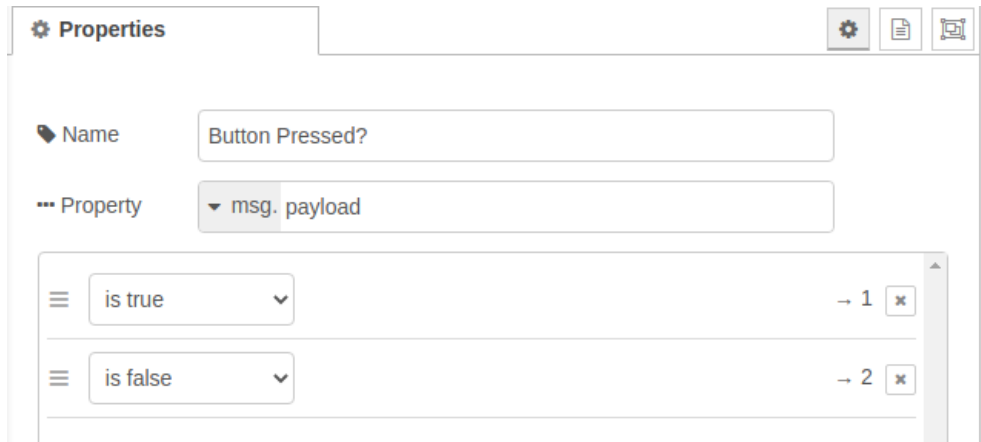 Properties
Name Button Pressed?
Property msg. payload
is true → 1
is false → 2